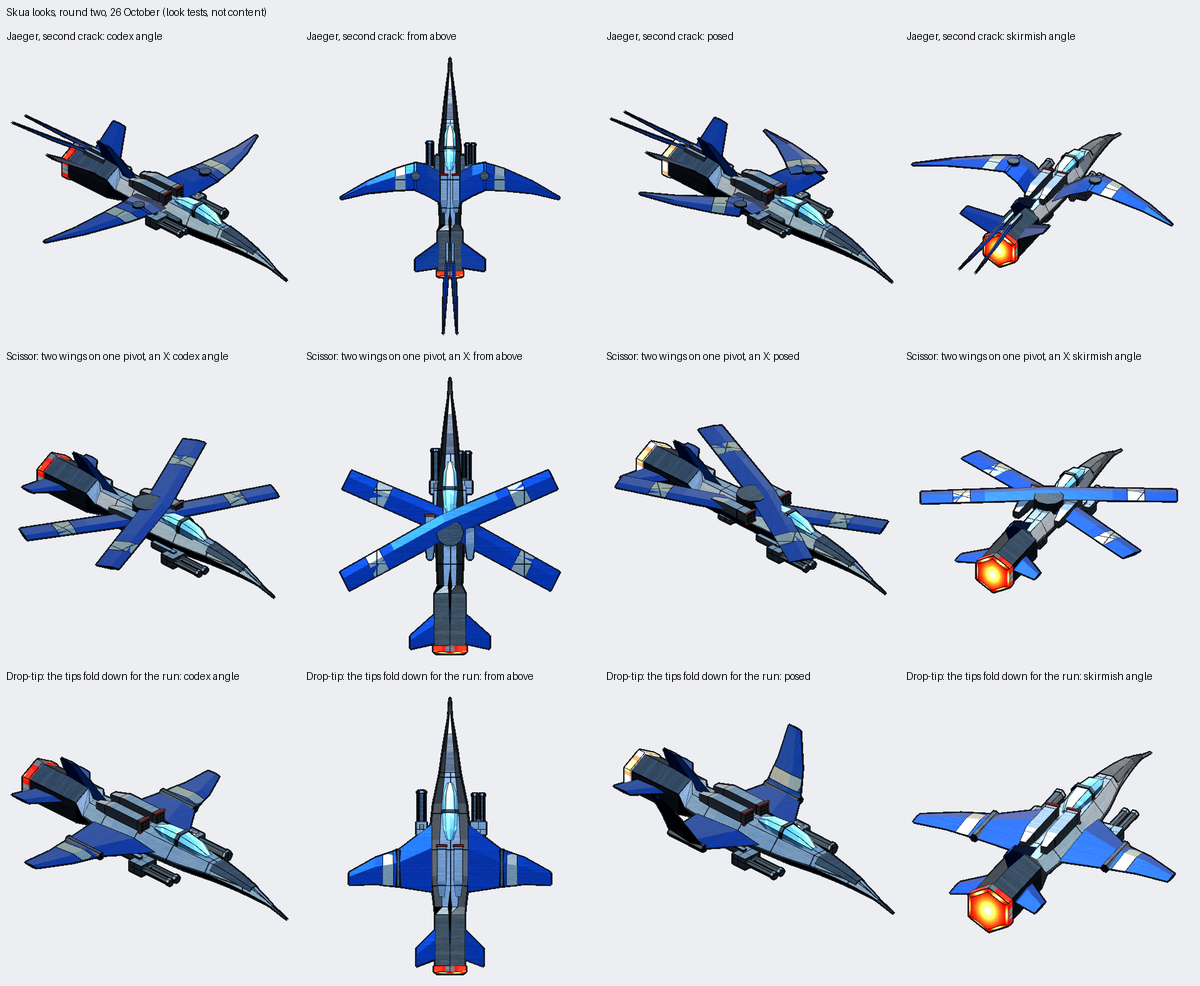 Skua looks, round two, 26 October (look tests, not content)
Jaeger, second crack: codex angle
Jaeger, second crack: from above
Jaeger, second crack: posed
Jaeger, second crack: skirmish angle
Scissor: two wings on one pivot, an X: codex angle
Scissor: two wings on one pivot, an X: from above
Scissor: two wings on one pivot, an X: posed
Scissor: two wings on one pivot, an X: skirmish angle
Drop-tip: the tips fold down for the run: codex angle
Drop-tip: the tips fold down for the run: from above
Drop-tip: the tips fold down for the run: posed
Drop-tip: the tips fold down for the run: skirmish angle